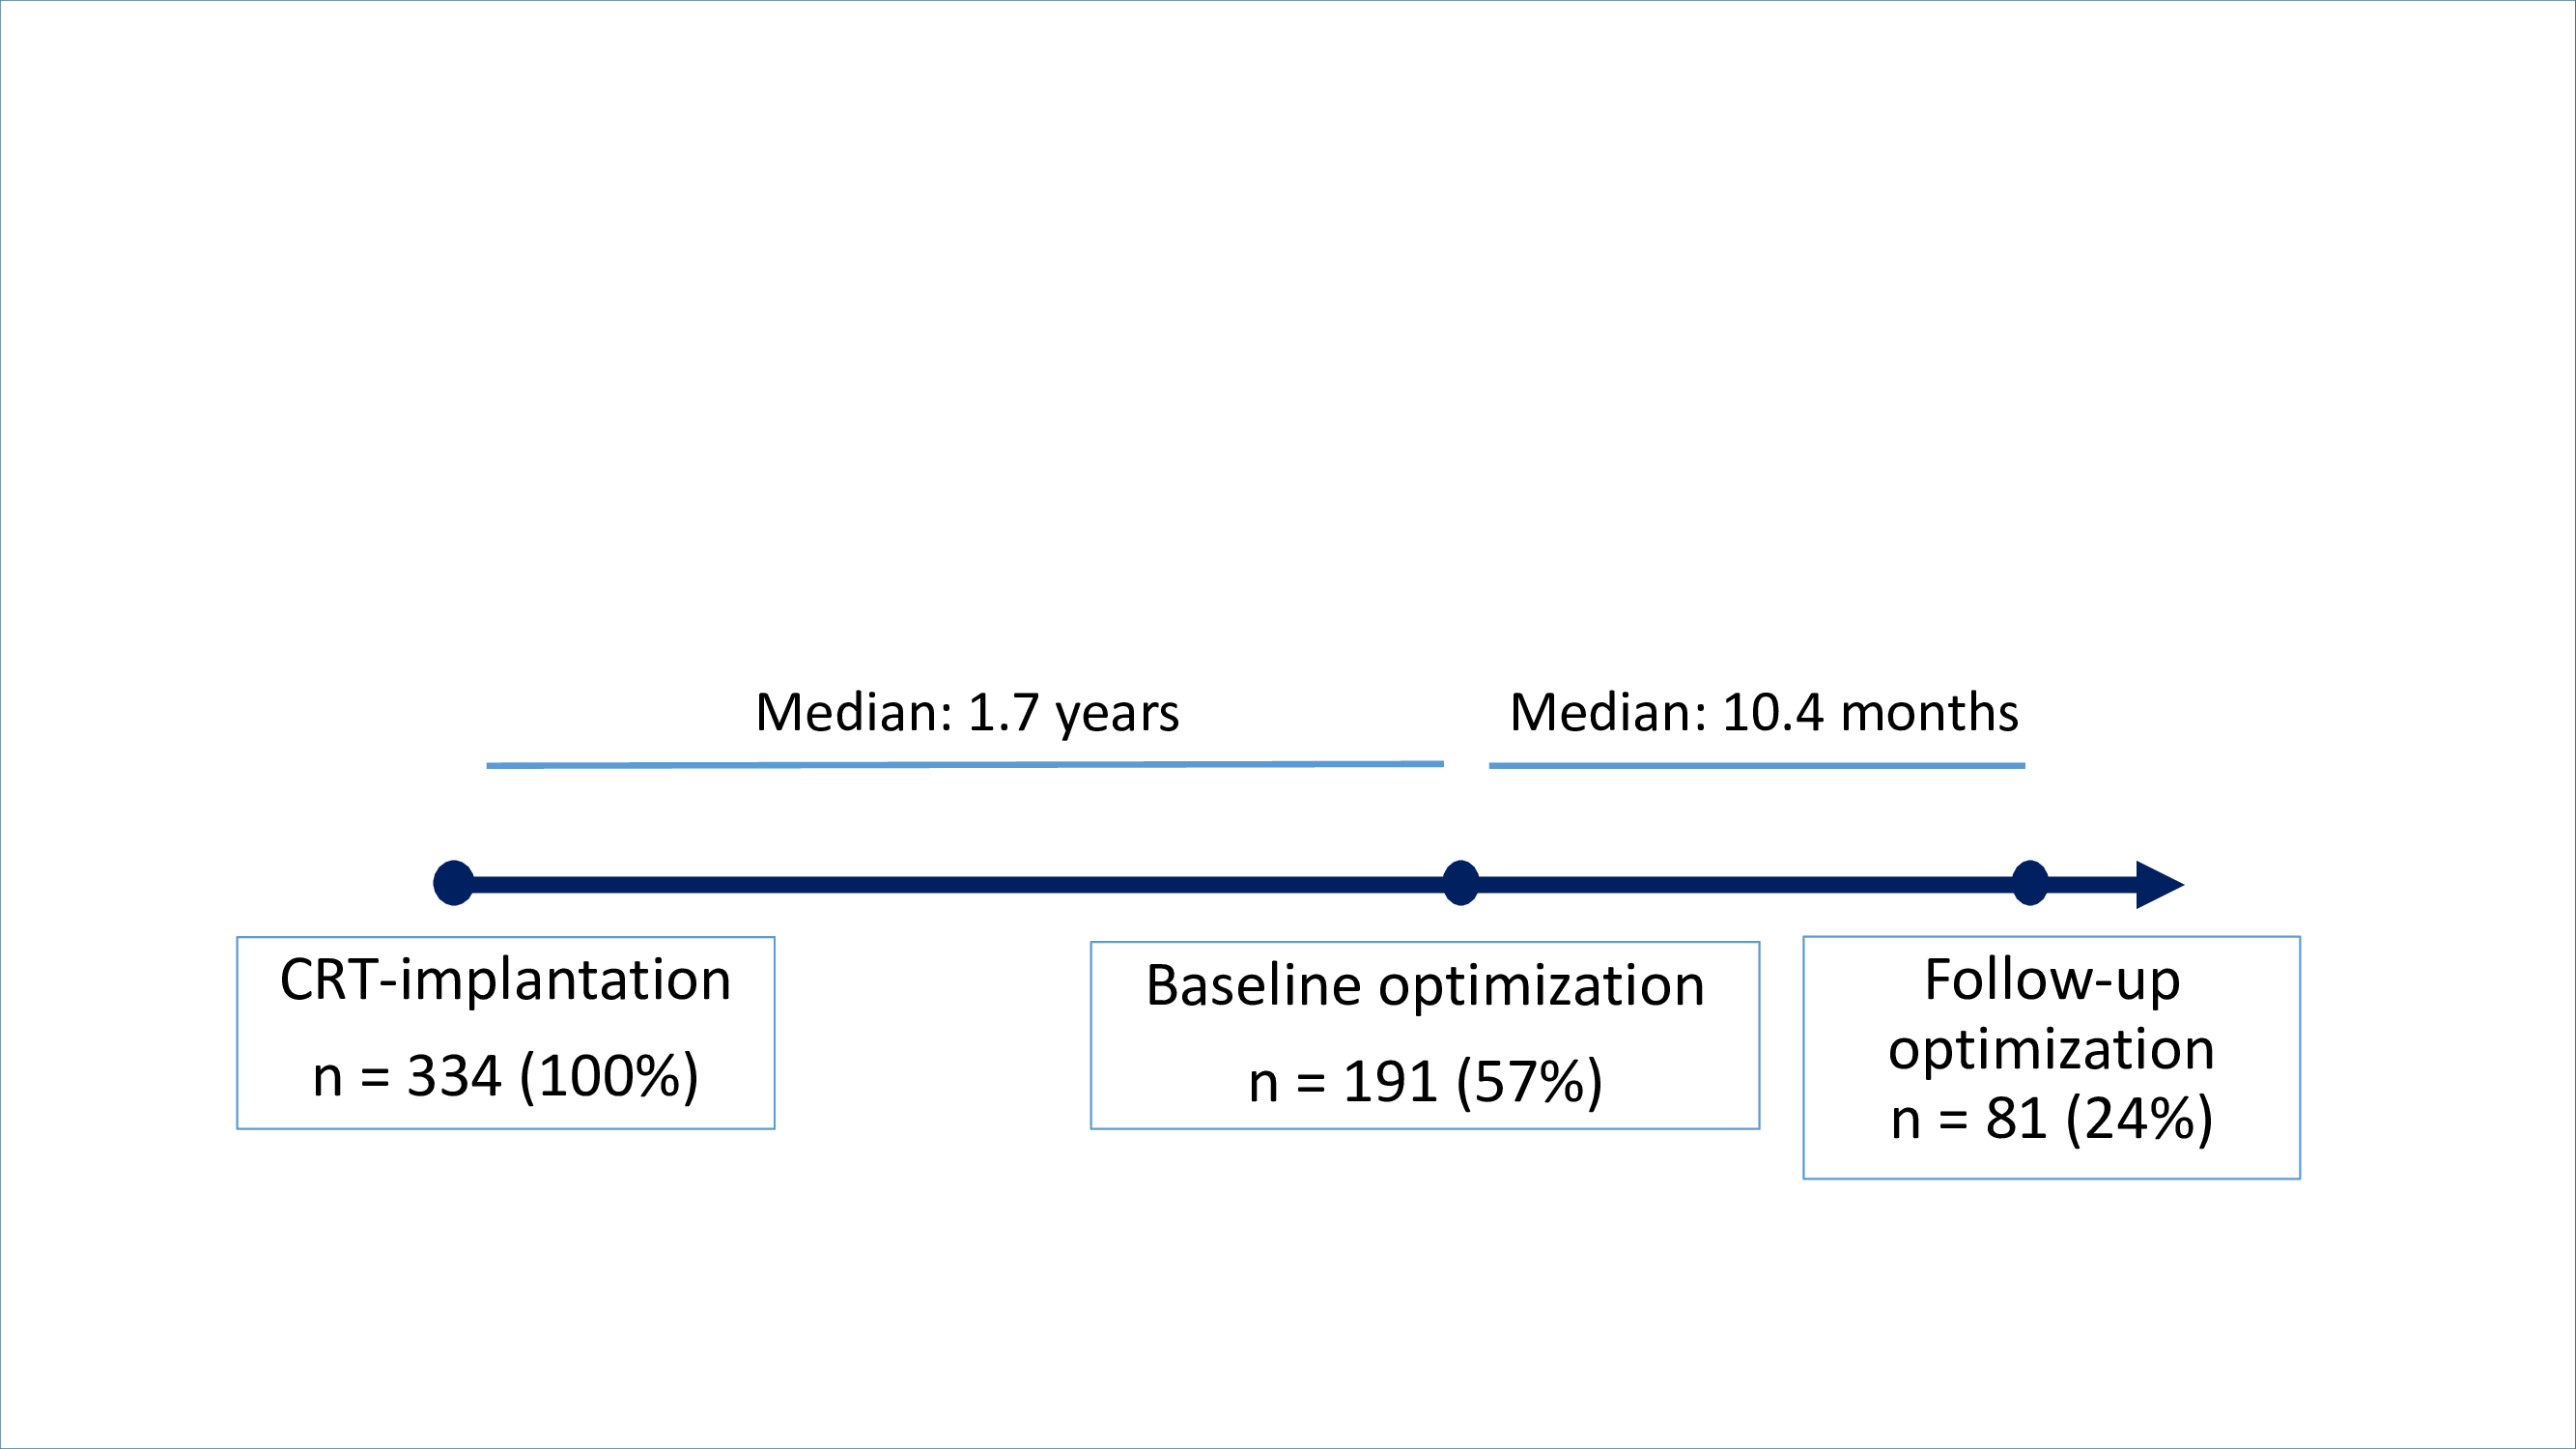 Median: 1.7 years
Median: 10.4 months
CRT-implantation
n = 334 (100%)
Baseline optimization
n = 191 (57%)
Follow-up
optimization
n = 81 (24%)